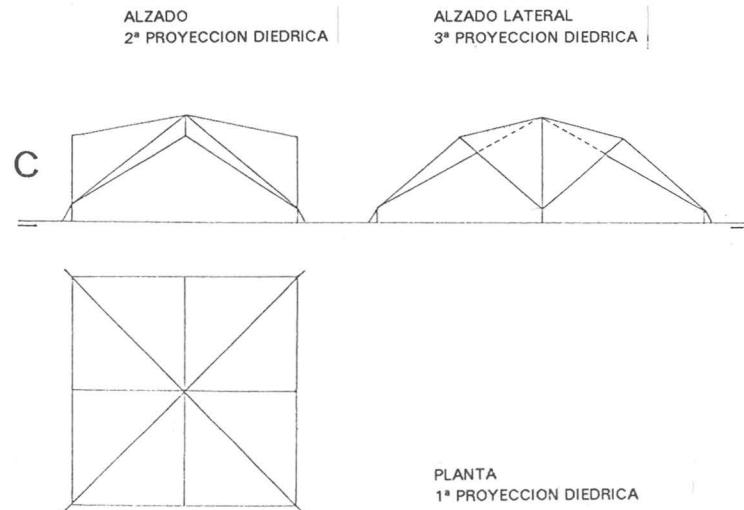 ALZADO
2ª PROYECCION DIEDRICA
ALZADO LATERAL
3ª PROYECCION DIEDRICA
C
PLANTA
1ª PROYECCION DIEDRICA